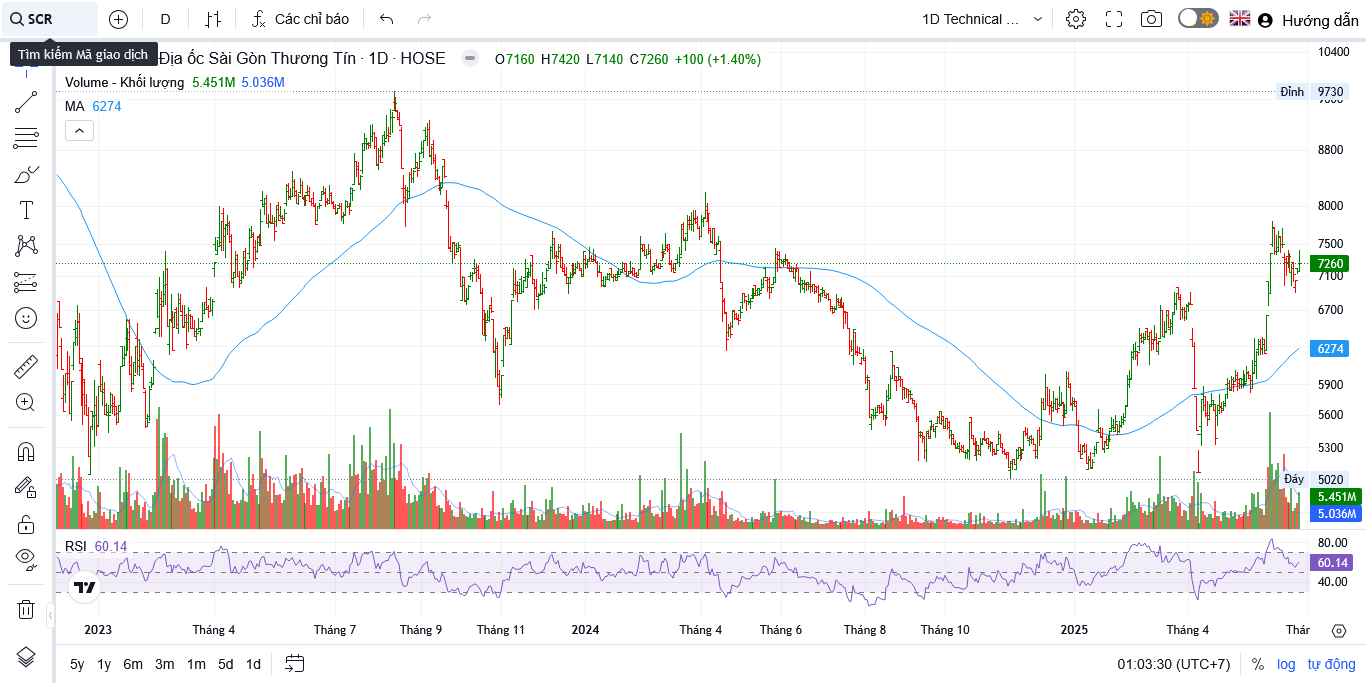 SCR D Các chỉ báo 1D Technical ... Hướng dẫn
Tìm kiếm Mã giao dịch
Địa ốc Sài Gòn Thương Tín · 1D · HOSE O7160 H7420 L7140 C7260 +100 (+1.40%)
Volume - Khối lượng 5.451M 5.036M
MA 6274
10400
Đỉnh 9730
8800
8000
7500
7260
7100
6700
6274
5900
5600
5300
Đáy 5020
5.451M
5.036M
RSI 60.14
80.00
60.14
40.00
2023 Tháng 4 Tháng 7 Tháng 9 Tháng 11 2024 Tháng 4 Tháng 6 Tháng 8 Tháng 10 2025 Tháng 4 Thár
5y 1y 6m 3m 1m 5d 1d 01:03:30 (UTC+7) % log tự động